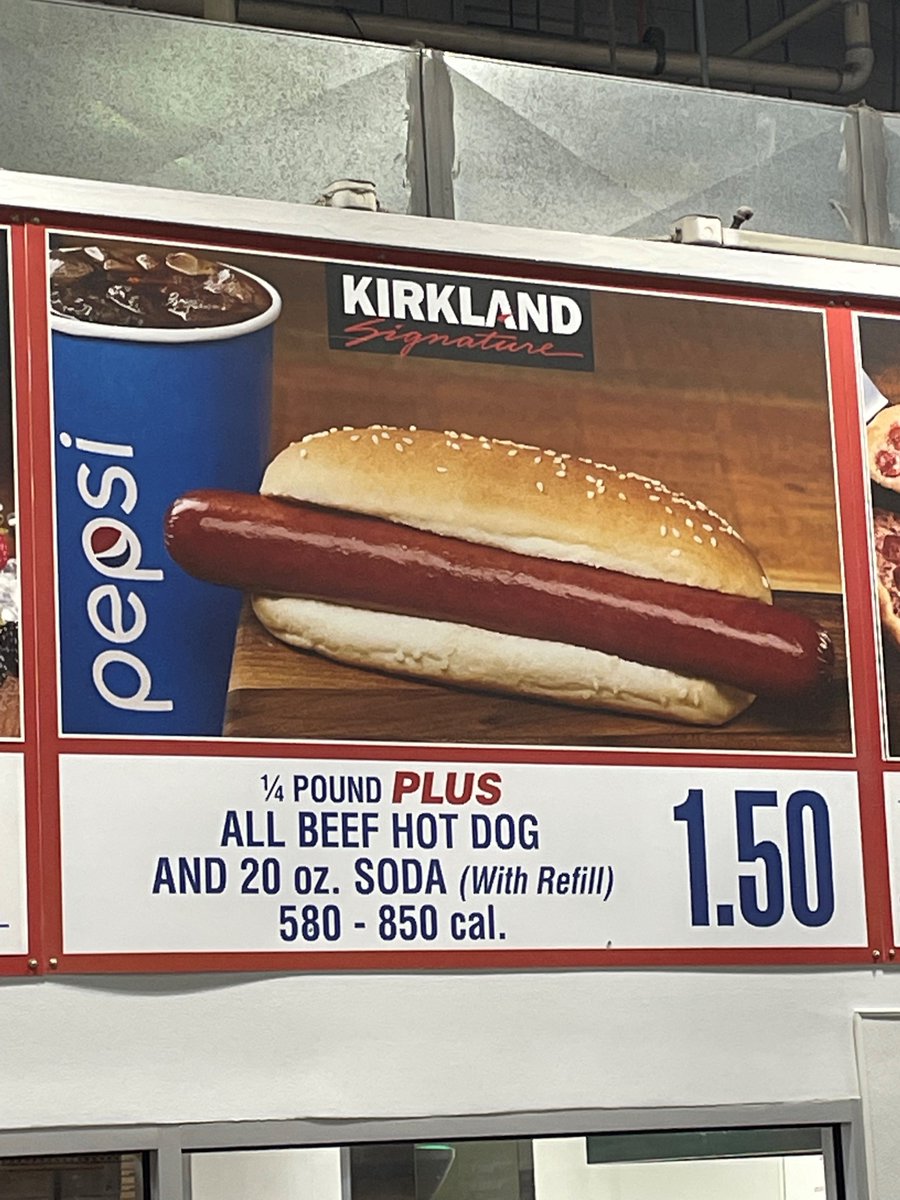 KIRKLAND
Signature
pepsi
¼ POUND PLUS
ALL BEEF HOT DOG
AND 20 oz. SODA (With Refill)
580 - 850 cal.
1.50